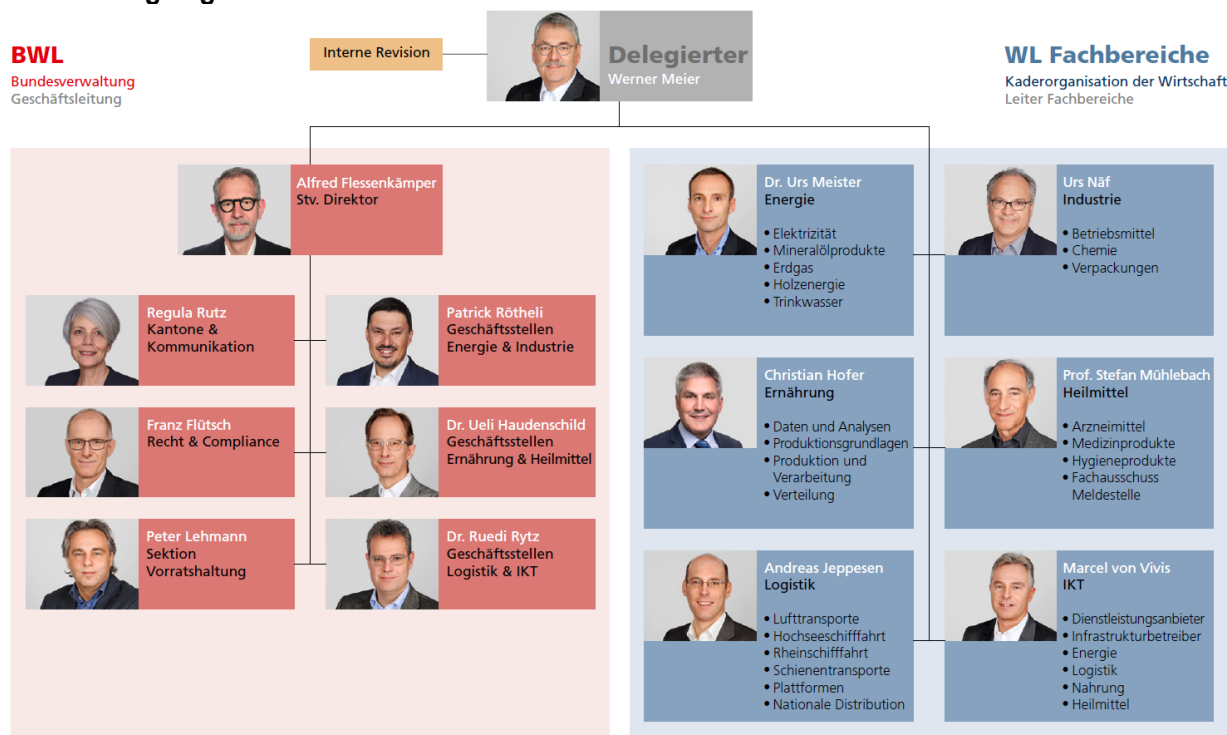 BWL
Bundesverwaltung
Geschäftsleitung
Interne Revision
Delegierter
Werner Meier
WL Fachbereiche
Kaderorganisation der Wirtschaft
Leiter Fachbereiche
Alfred Flessenkämper
Stv. Direktor
Regula Rutz
Kantone &
Kommunikation
Patrick Rötheli
Geschäftsstellen
Energie & Industrie
Franz Flütsch
Recht & Compliance
Dr. Ueli Haudenschild
Geschäftsstellen
Ernährung & Heilmittel
Peter Lehmann
Sektion
Vorratshaltung
Dr. Ruedi Rytz
Geschäftsstellen
Logistik & IKT
Dr. Urs Meister
Energie
• Elektrizität
• Mineralölprodukte
• Erdgas
• Holzenergie
• Trinkwasser
Urs Näf
Industrie
• Betriebsmittel
• Chemie
• Verpackungen
Christian Hofer
Ernährung
• Daten und Analysen
• Produktionsgrundlagen
• Produktion und
Verarbeitung
• Verteilung
Prof. Stefan Mühlebach
Heilmittel
• Arzneimittel
• Medizinprodukte
• Hygieneprodukte
• Fachausschuss
Meldestelle
Andreas Jeppesen
Logistik
• Lufttransporte
• Hochseeschifffahrt
• Rheinschifffahrt
• Schienentransporte
• Plattformen
• Nationale Distribution
Marcel von Vivis
IKT
• Dienstleistungsanbieter
• Infrastrukturbetreiber
• Energie
• Logistik
• Nahrung
• Heilmittel